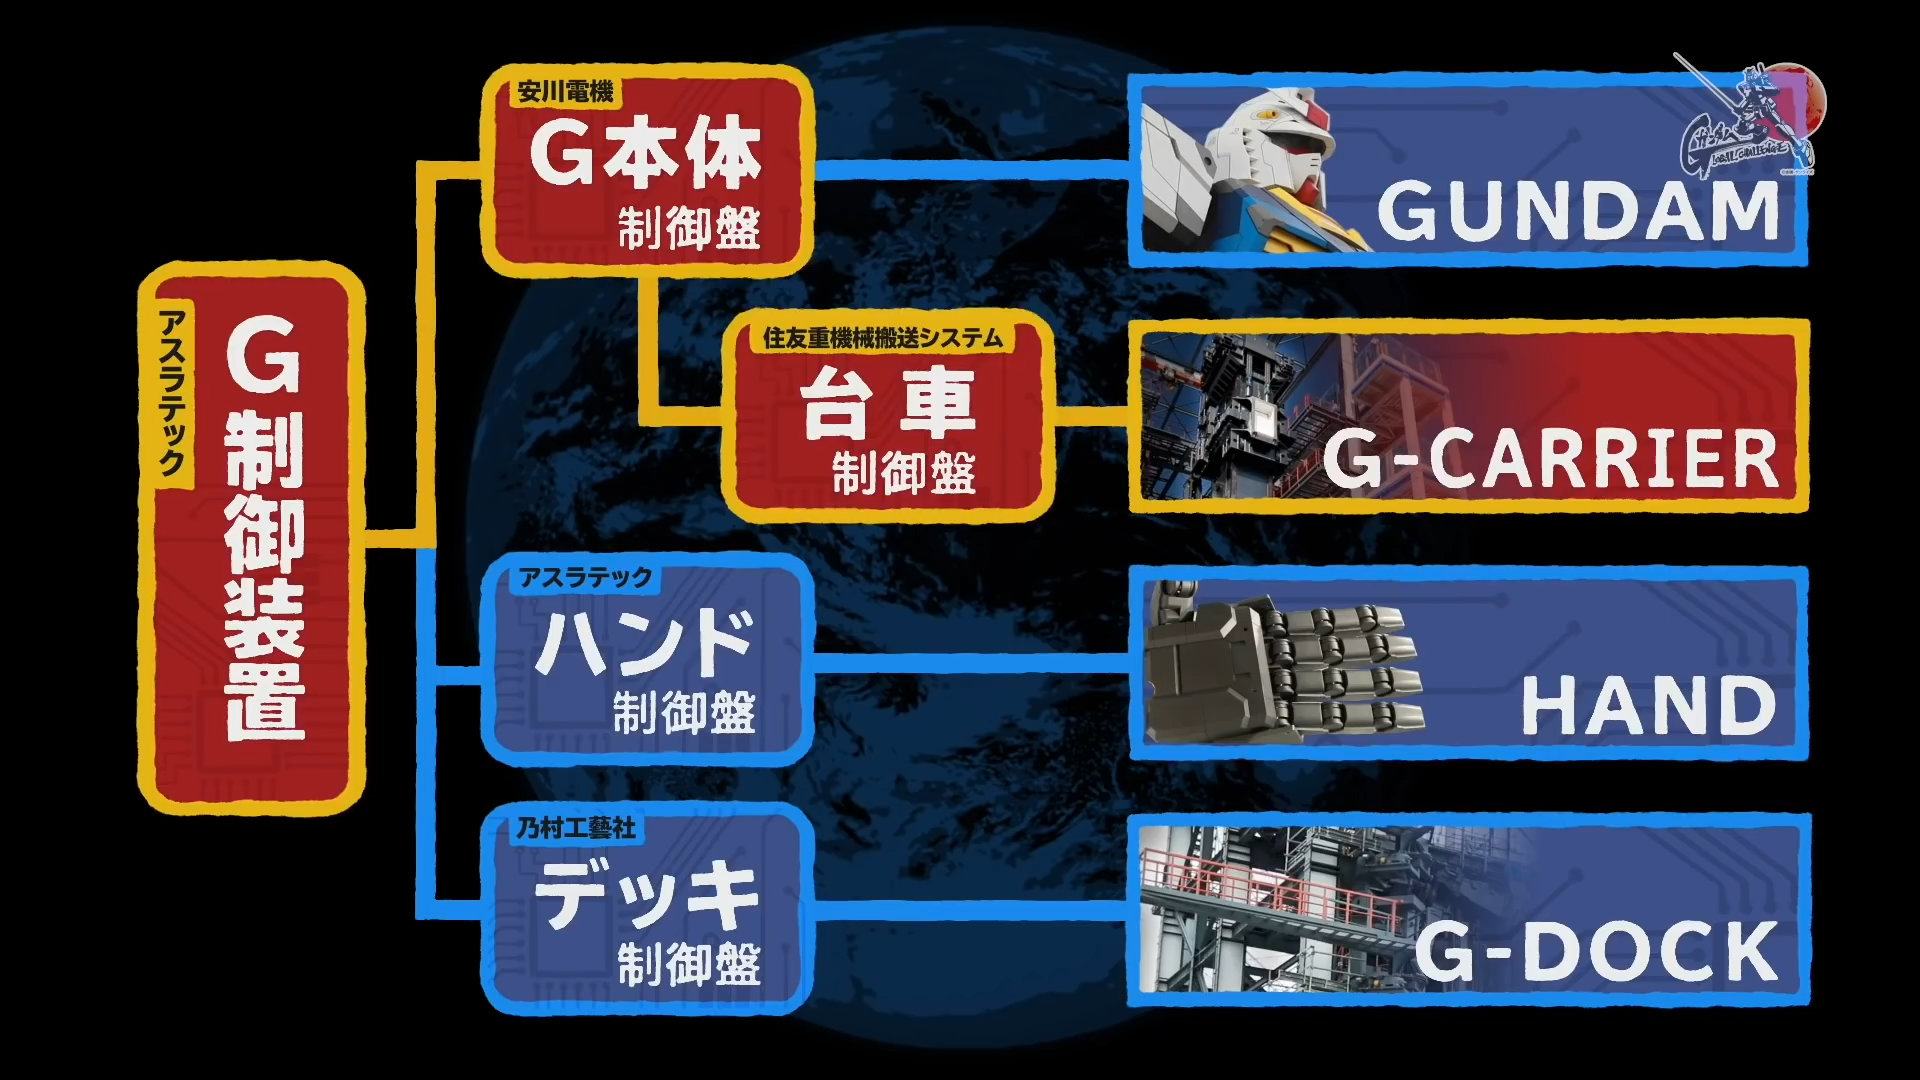 アスラテック
G制御装置
安川電機
G本体
制御盤
GUNDAM
住友重機械搬送システム
台車
制御盤
G-CARRIER
アスラテック
ハンド
制御盤
HAND
乃村工藝社
デッキ
制御盤
G-DOCK
GLOBAL CHALLENGE